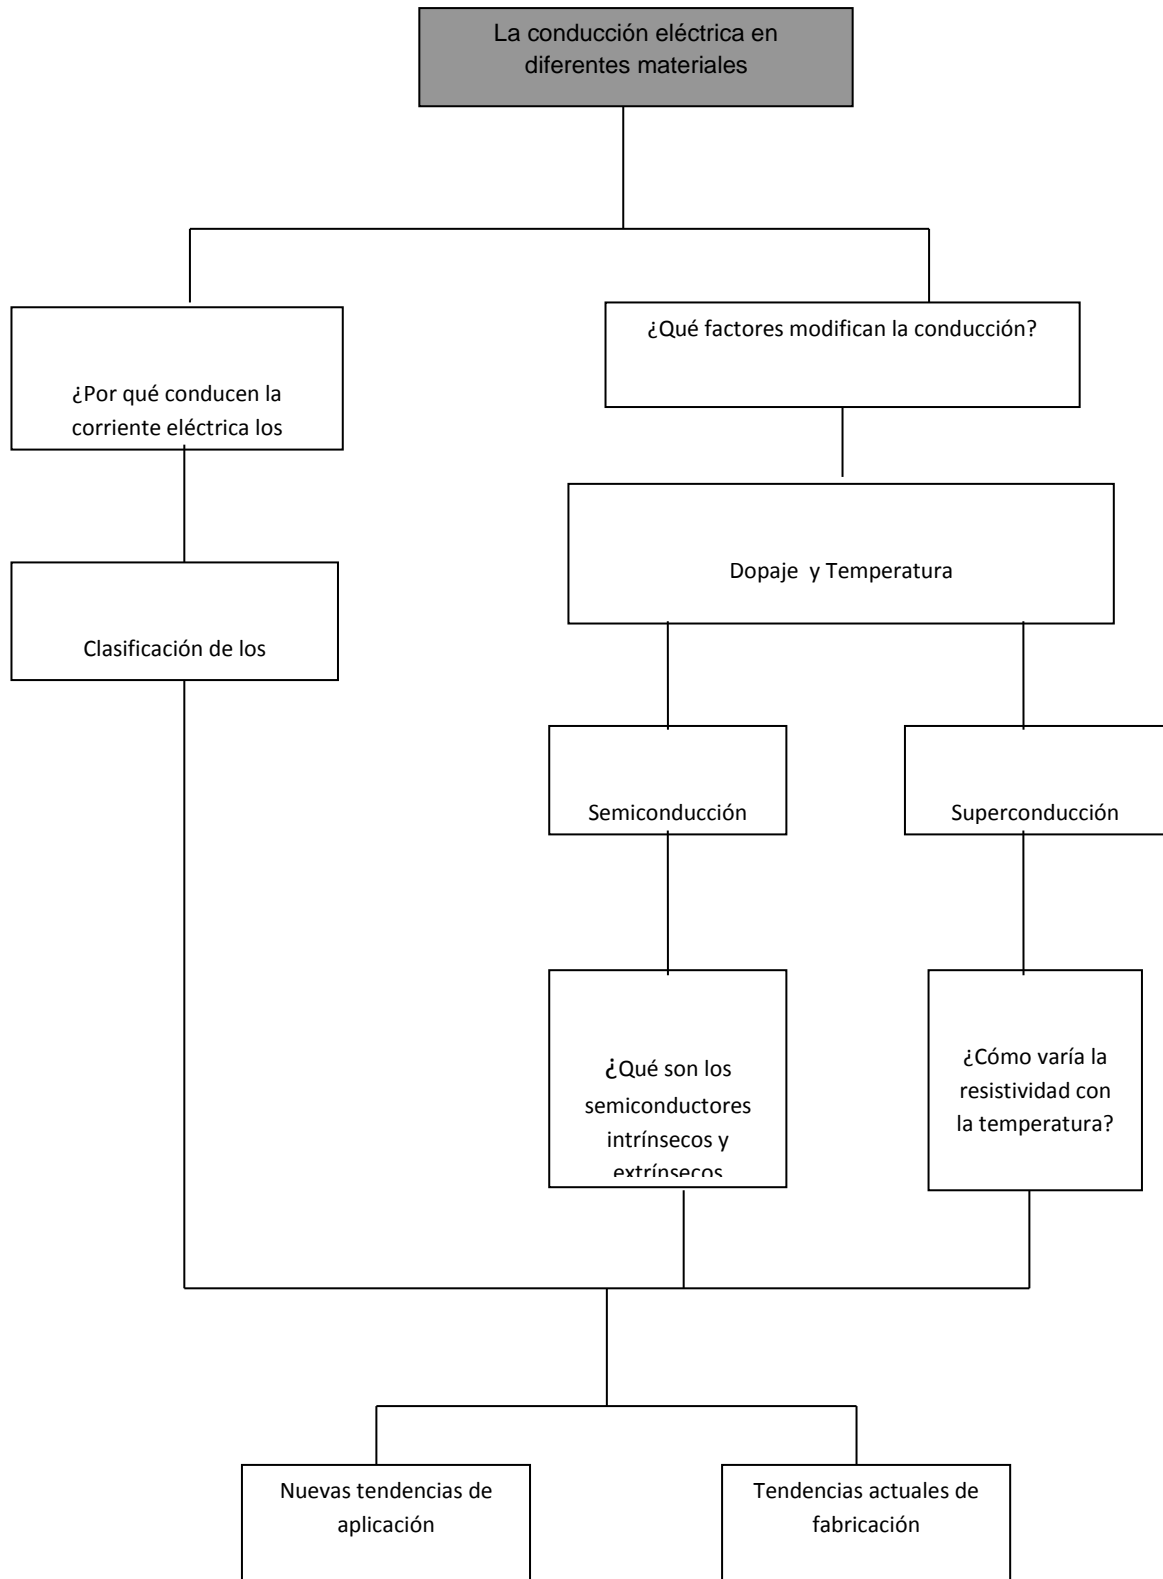 La conducción eléctrica en
diferentes materiales
¿Por qué conducen la
corriente eléctrica los
¿Qué factores modifican la conducción?
Dopaje y Temperatura
Clasificación de los
Semiconducción
Superconducción
¿Qué son los
semiconductores
intrínsecos y
extrínsecos
¿Cómo varía la
resistividad con
la temperatura?
Nuevas tendencias de
aplicación
Tendencias actuales de
fabricación